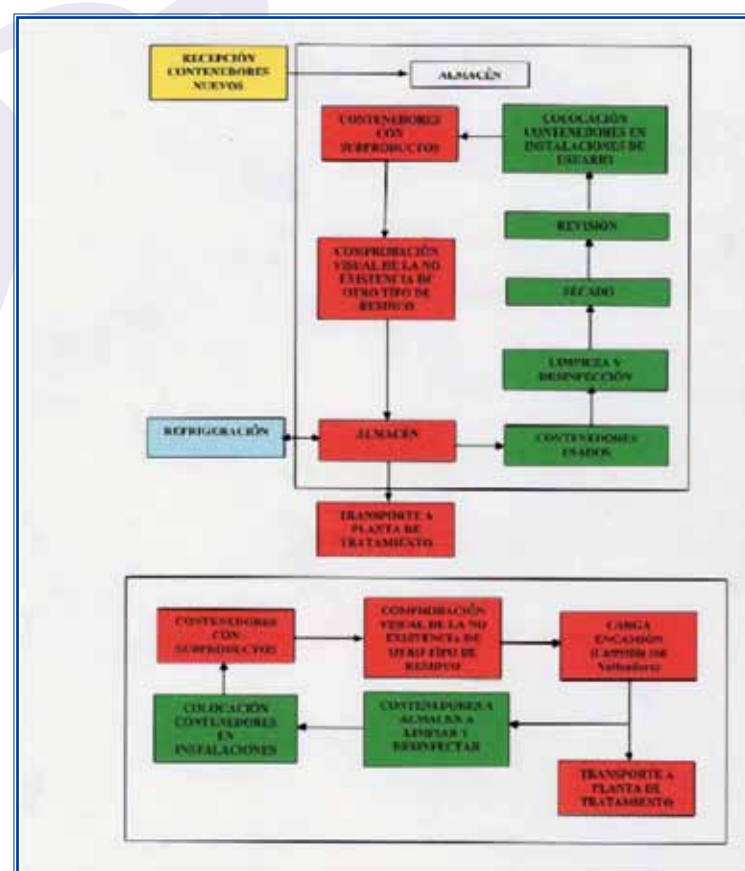 RECEPCIÓN
CONTENEDORES
NUEVOS
ALMACÉN
CONTENEDORES
CON
SUBPRODUCTOS
COLOCACIÓN
CONTENEDORES EN
INSTALACIONES DE
USUARIO
REVISIÓN
COMPROBACIÓN
VISUAL DE LA NO
EXISTENCIA DE
OTRO TIPO DE
RESIDUO
SECADO
LIMPIEZA Y
DESINFECCIÓN
REFRIGERACIÓN
ALMACÉN
CONTENEDORES
USADOS
TRANSPORTE A
PLANTA DE
TRATAMIENTO
CONTENEDORES
CON
SUBPRODUCTOS
COMPROBACIÓN
VISUAL DE LA NO
EXISTENCIA DE
OTRO TIPO DE
RESIDUO
CARGA
EN CAMIÓN
(Camión con
COLOCACIÓN
CONTENEDORES
EN
INSTALACIONES
CONTENEDORES A
ALMACEN A
LIMPIAR Y
DESINFECTAR
TRANSPORTE A
PLANTA DE
TRATAMIENTO